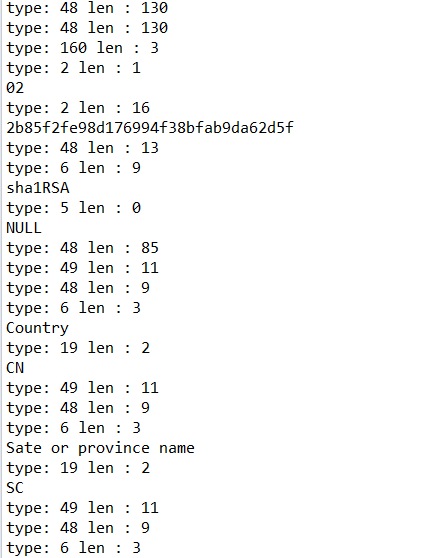 type: 48 len : 130
type: 48 len : 130
type: 160 len : 3
type: 2 len : 1
02
type: 2 len : 16
2b85f2fe98d176994f38bfab9da62d5f
type: 48 len : 13
type: 6 len : 9
sha1RSA
type: 5 len : 0
NULL
type: 48 len : 85
type: 49 len : 11
type: 48 len : 9
type: 6 len : 3
Country
type: 19 len : 2
CN
type: 49 len : 11
type: 48 len : 9
type: 6 len : 3
Sate or province name
type: 19 len : 2
SC
type: 49 len : 11
type: 48 len : 9
type: 6 len : 3